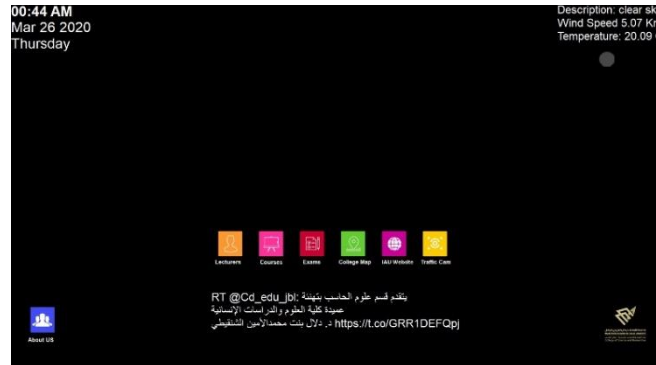 00:44 AM
Mar 26 2020
Thursday
Description: clear sk
Wind Speed 5.07 Kr
Temperature: 20.09
Lecturers
Courses
Exams
College Map
IAU Website
Traffic Cam
RT @Cd_edu_jbl: يتقدم قسم علوم الحاسب بتهنئة
عميدة كلية العلوم والدراسات الإنسانية
د. دلال بنت محمدالأمين الشنقيطي https://t.co/GRR1DEFQpj
About US